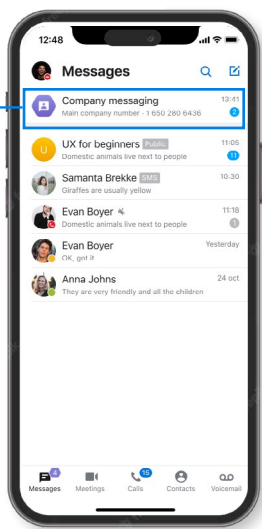 12:48
Messages
Company messaging 13:41
Main company number - 1 650 280 6436 2
U UX for beginners Public 11:05
Domestic animals live next to people 11
Samanta Brekke SMS 10:30
Giraffes are usually yellow
Evan Boyer 11:18
Domestic animals live next to people 1
Evan Boyer Yesterday
OK, got it
Anna Johns 24 oct
They are very friendly and all the children
4 15
Messages Meetings Calls Contacts Voicemail